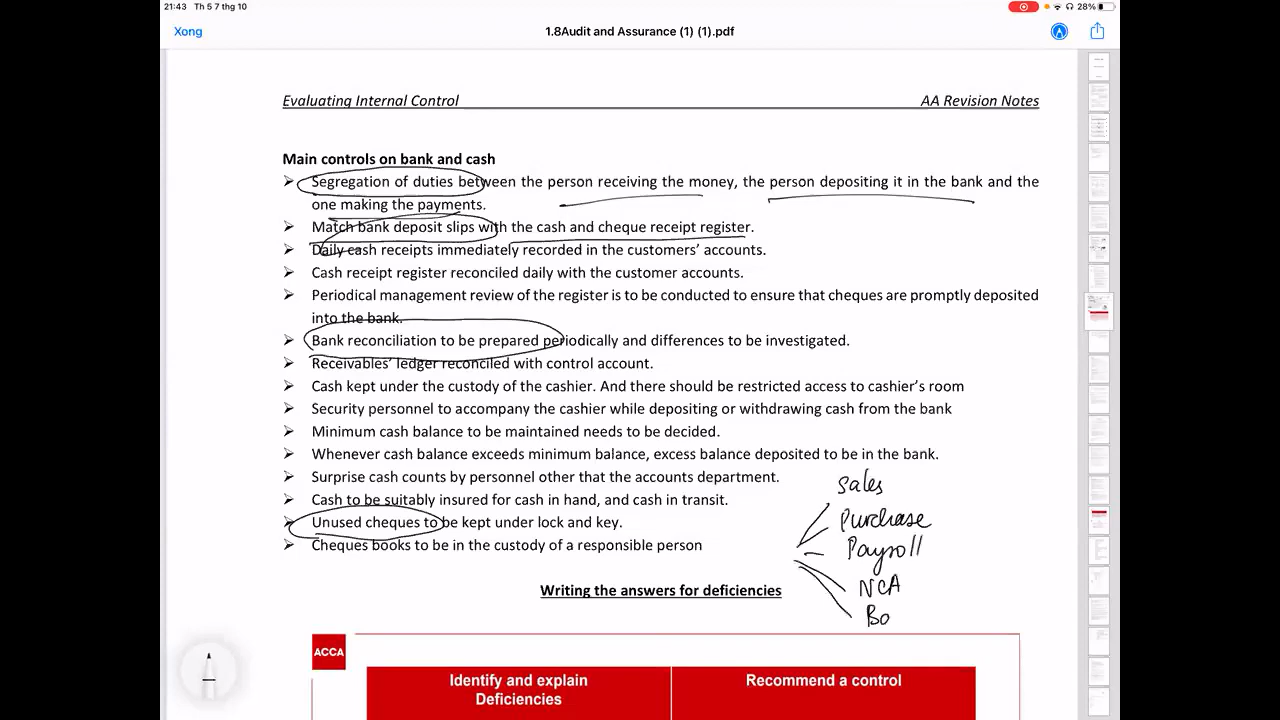 21:43 Th 5 7 thg 10
28%
Xong
1.8Audit and Assurance (1) (1).pdf
Evaluating Internal Control
AA Revision Notes
Main controls on bank and cash
➤ Segregation of duties between the person receiving the money, the person depositing it in the bank and the
one making the payments.
➤ Match bank deposit slips with the cash and cheque receipt register.
➤ Daily cash receipts immediately recorded in the customers’ accounts.
➤ Cash receipt register reconciled daily with the customer accounts.
➤ Periodical management review of the register is to be conducted to ensure that cheques are promptly deposited
into the bank.
➤ Bank reconciliation to be prepared periodically and differences to be investigated.
➤ Receivables’ ledger reconciled with control account.
➤ Cash kept under the custody of the cashier. And there should be restricted access to cashier’s room
➤ Security personnel to accompany the cashier while depositing or withdrawing cash from the bank
➤ Minimum cash balance to be maintained needs to be decided.
➤ Whenever cash balance exceeds minimum balance, excess balance deposited to be in the bank.
➤ Surprise cash counts by personnel other that the accounts department.
➤ Cash to be suitably insured for cash in hand, and cash in transit.
➤ Unused cheques to be kept under lock and key.
➤ Cheques books to be in the custody of a responsible person
Sales
Purchase
Payroll
NCA
Bo
Writing the answers for deficiencies
ACCA
Identify and explain
Deficiencies
Recommend a control